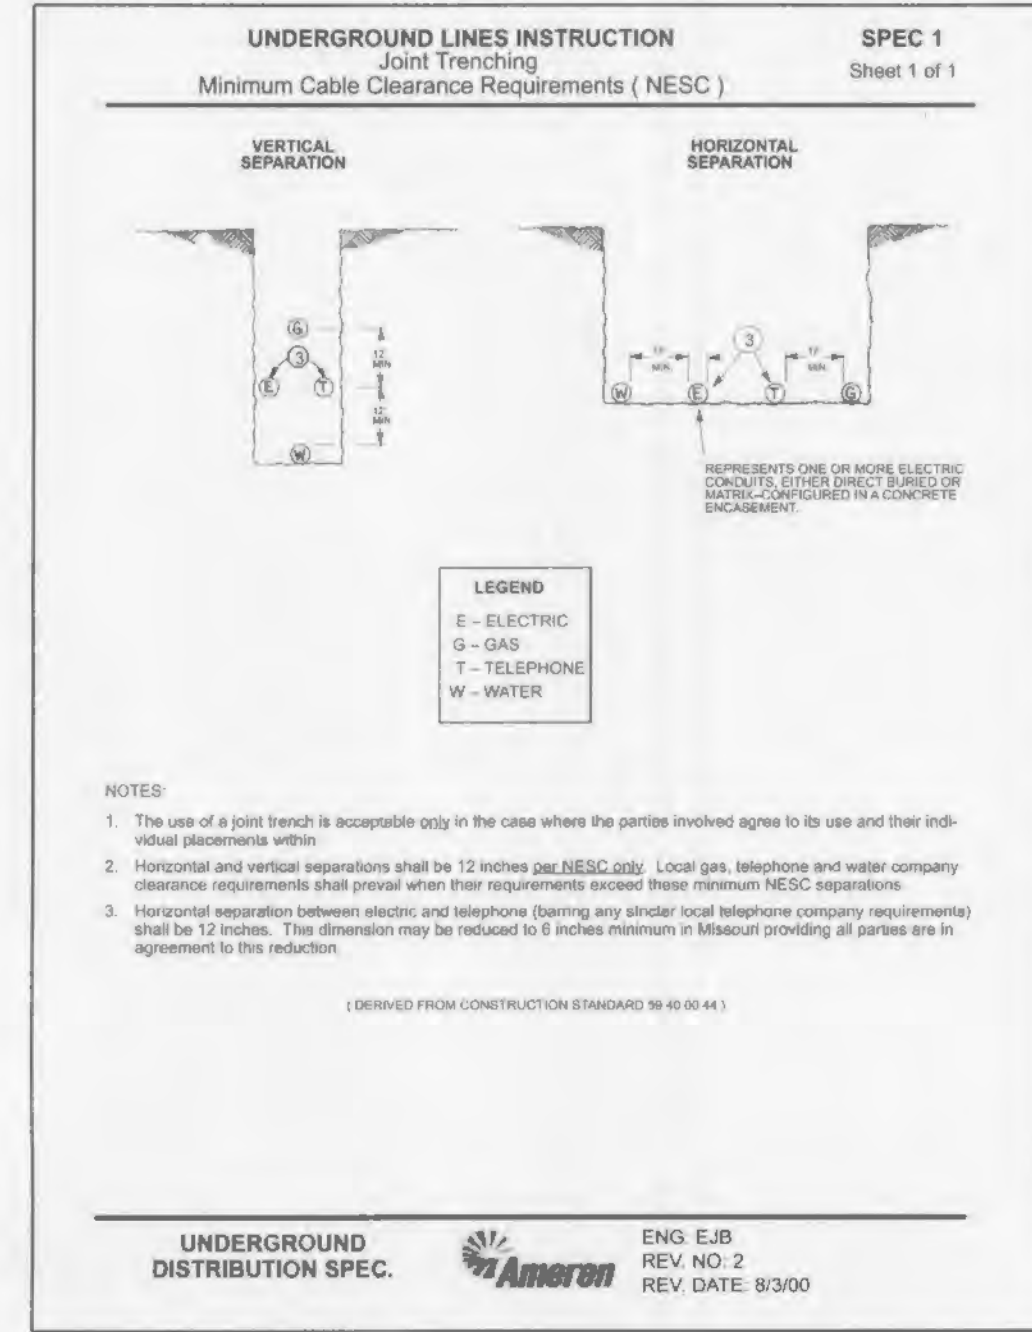 UNDERGROUND LINES INSTRUCTION
Joint Trenching
Minimum Cable Clearance Requirements ( NESC )
SPEC 1
Sheet 1 of 1
VERTICAL
SEPARATION
HORIZONTAL
SEPARATION
G
3
E
T
W
12"
MIN
12"
MIN
3
12"
MIN
12"
MIN
W
E
T
G
REPRESENTS ONE OR MORE ELECTRIC
CONDUITS, EITHER DIRECT BURIED OR
MATRIX-CONFIGURED IN A CONCRETE
ENCASEMENT.
LEGEND
E – ELECTRIC
G – GAS
T – TELEPHONE
W – WATER
NOTES:
1. The use of a joint trench is acceptable only in the case where the parties involved agree to its use and their indi-
vidual placements within
2. Horizontal and vertical separations shall be 12 inches per NESC only. Local gas, telephone and water company
clearance requirements shall prevail when their requirements exceed these minimum NESC separations
3. Horizontal separation between electric and telephone (barring any stricter local telephone company requirements)
shall be 12 inches. This dimension may be reduced to 6 inches minimum in Missouri providing all parties are in
agreement to this reduction
( DERIVED FROM CONSTRUCTION STANDARD 59 40 00 44 )
UNDERGROUND
DISTRIBUTION SPEC.
Ameren
ENG: EJB
REV. NO: 2
REV. DATE: 8/3/00